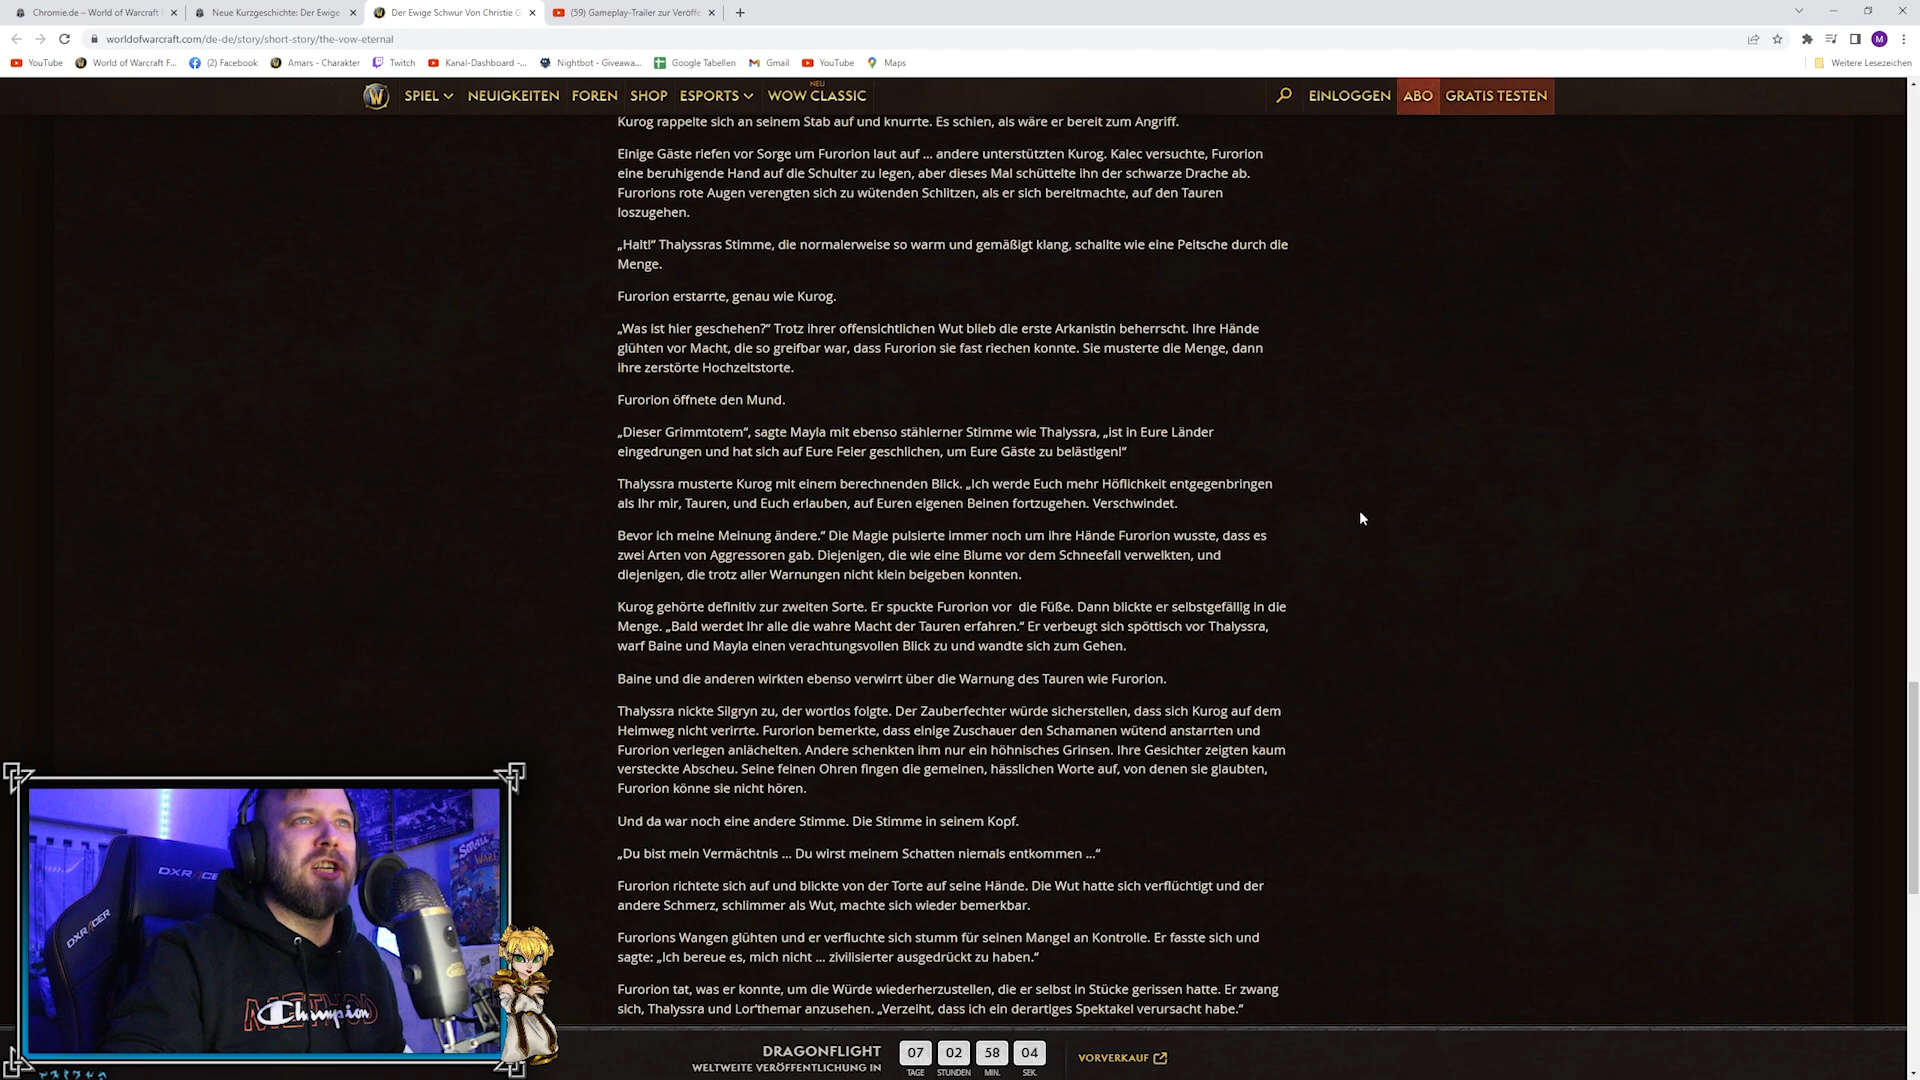 Chromie.de – World of Warcraft
Neue Kurzgeschichte: Der Ewige
Der Ewige Schwur Von Christie G
(59) Gameplay-Trailer zur Veröff
worldofwarcraft.com/de-de/story/short-story/the-vow-eternal
M
YouTube
World of Warcraft F...
(2) Facebook
Amars - Charakter
Twitch
Kanal-Dashboard -...
Nightbot - Giveawa...
Google Tabellen
Gmail
YouTube
Maps
Weitere Lesezeichen
SPIEL
NEUIGKEITEN
FOREN
SHOP
ESPORTS
NEU
WOW CLASSIC
EINLOGGEN
ABO
GRATIS TESTEN
Kurog rappelte sich an seinem Stab auf und knurrte. Es schien, als wäre er bereit zum Angriff.
Einige Gäste riefen vor Sorge um Furorion laut auf ... andere unterstützten Kurog. Kalec versuchte, Furorion
eine beruhigende Hand auf die Schulter zu legen, aber dieses Mal schüttelte ihn der schwarze Drache ab.
Furorions rote Augen verengten sich zu wütenden Schlitzen, als er sich bereitmachte, auf den Tauren
loszugehen.
„Halt!“ Thalyssras Stimme, die normalerweise so warm und gemäßigt klang, schallte wie eine Peitsche durch die
Menge.
Furorion erstarrte, genau wie Kurog.
„Was ist hier geschehen?“ Trotz ihrer offensichtlichen Wut blieb die erste Arkanistin beherrscht. Ihre Hände
glühten vor Macht, die so greifbar war, dass Furorion sie fast riechen konnte. Sie musterte die Menge, dann
ihre zerstörte Hochzeitstorte.
Furorion öffnete den Mund.
„Dieser Grimmtotem“, sagte Mayla mit ebenso stählerner Stimme wie Thalyssra, „ist in Eure Länder
eingedrungen und hat sich auf Eure Feier geschlichen, um Eure Gäste zu belästigen!“
Thalyssra musterte Kurog mit einem berechnenden Blick. „Ich werde Euch mehr Höflichkeit entgegenbringen
als Ihr mir, Tauren, und Euch erlauben, auf Euren eigenen Beinen fortzugehen. Verschwindet.
Bevor ich meine Meinung ändere.“ Die Magie pulsierte immer noch um ihre Hände Furorion wusste, dass es
zwei Arten von Aggressoren gab. Diejenigen, die wie eine Blume vor dem Schneefall verwelkten, und
diejenigen, die trotz aller Warnungen nicht klein beigeben konnten.
Kurog gehörte definitiv zur zweiten Sorte. Er spuckte Furorion vor  die Füße. Dann blickte er selbstgefällig in die
Menge. „Bald werdet Ihr alle die wahre Macht der Tauren erfahren.“ Er verbeugt sich spöttisch vor Thalyssra,
warf Baine und Mayla einen verachtungsvollen Blick zu und wandte sich zum Gehen.
Baine und die anderen wirkten ebenso verwirrt über die Warnung des Tauren wie Furorion.
Thalyssra nickte Silgryn zu, der wortlos folgte. Der Zauberfechter würde sicherstellen, dass sich Kurog auf dem
Heimweg nicht verirrte. Furorion bemerkte, dass einige Zuschauer den Schamanen wütend anstarrten und
Furorion verlegen anlächelten. Andere schenkten ihm nur ein höhnisches Grinsen. Ihre Gesichter zeigten kaum
versteckte Abscheu. Seine feinen Ohren fingen die gemeinen, hässlichen Worte auf, von denen sie glaubten,
Furorion könne sie nicht hören.
Und da war noch eine andere Stimme. Die Stimme in seinem Kopf.
„Du bist mein Vermächtnis ... Du wirst meinem Schatten niemals entkommen ...“
Furorion richtete sich auf und blickte von der Torte auf seine Hände. Die Wut hatte sich verflüchtigt und der
andere Schmerz, schlimmer als Wut, machte sich wieder bemerkbar.
Furorions Wangen glühten und er verfluchte sich stumm für seinen Mangel an Kontrolle. Er fasste sich und
sagte: „Ich bereue es, mich nicht ... zivilisierter ausgedrückt zu haben.“
Furorion tat, was er konnte, um die Würde wiederherzustellen, die er selbst in Stücke gerissen hatte. Er zwang
sich, Thalyssra und Lor'themar anzusehen. „Verzeiht, dass ich ein derartiges Spektakel verursacht habe.“
DXRACER
DXRACER
SMALL
METHOD
Champion
DRAGONFLIGHT
WELTWEITE VERÖFFENTLICHUNG IN
07 02 58 04
TAGE STUNDEN MIN. SEK.
VORVERKAUF